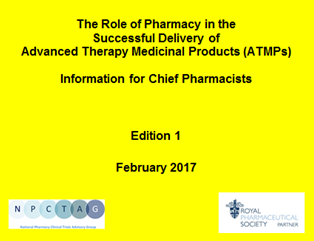 The Role of Pharmacy in the
Successful Delivery of
Advanced Therapy Medicinal Products (ATMPs)
Information for Chief Pharmacists
Edition 1
February 2017
N P C T A G
National Pharmacy Clinical Trials Advisory Group
ROYAL
PHARMACEUTICAL
SOCIETY
PARTNER